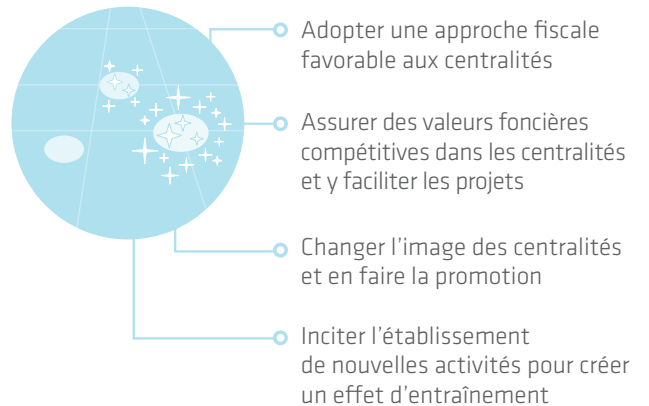 Adopter une approche fiscale
favorable aux centralités
Assurer des valeurs foncières
compétitives dans les centralités
et y faciliter les projets
Changer l’image des centralités
et en faire la promotion
Inciter l’établissement
de nouvelles activités pour créer
un effet d’entraînement